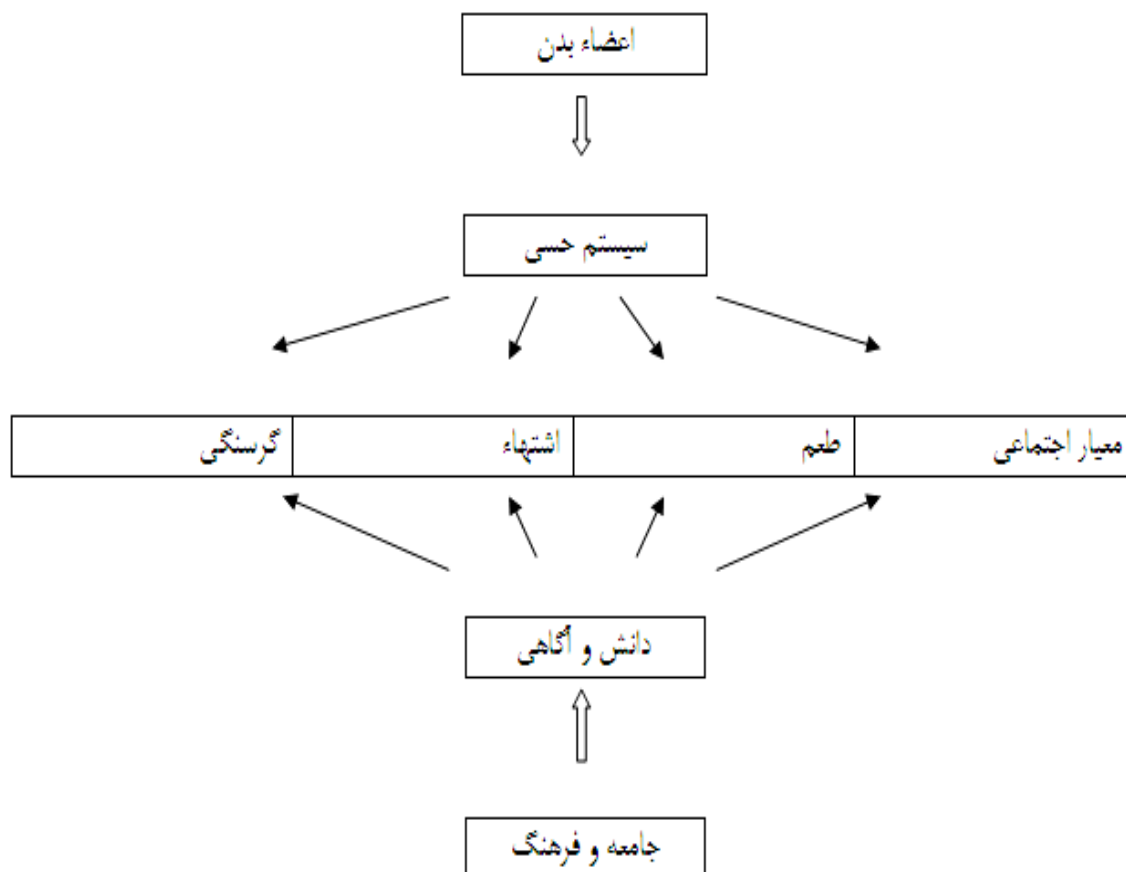 اعضاء بدن
سیستم حسی
معیار اجتماعی
طعم
اشتهاء
گرسنگی
دانش و آگاهی
جامعه و فرهنگ